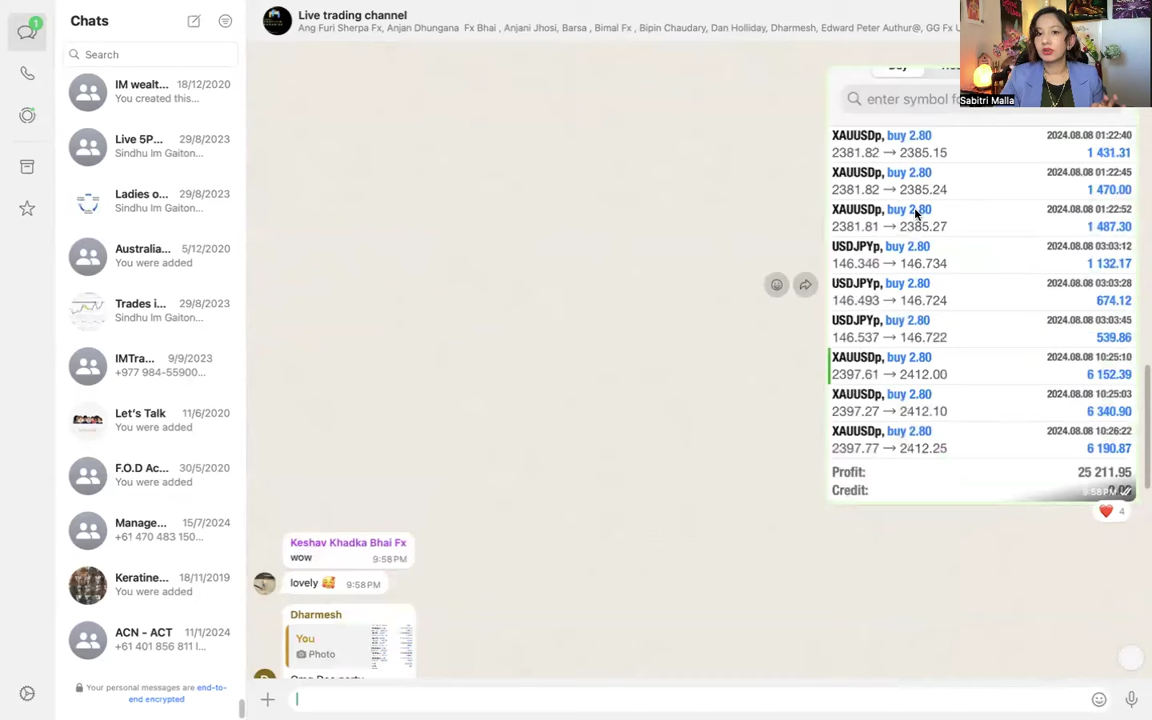 1
Chats
Search
IM wealt... 18/12/2020
You created this...
Live 5P... 29/8/2023
Sindhu Im Gaiton...
Ladies o... 29/8/2023
Sindhu Im Gaiton...
Australia... 5/12/2020
You were added
Trades i... 29/8/2023
Sindhu Im Gaiton...
IMTra... 9/9/2023
+977 984-55900...
Let's Talk 11/6/2020
You were added
F.O.D Ac... 30/5/2020
You were added
Manage... 15/7/2024
+61 470 483 150...
Keratine... 18/11/2019
You were added
ACN - ACT 11/1/2024
+61 401 856 811 I...
Your personal messages are end-to-
end encrypted
Live trading channel
Ang Furi Sherpa Fx, Anjan Dhungana Fx Bhai , Anjani Jhosi, Barsa , Bimal Fx , Bipin Chaudary, Dan Holliday, Dharmesh, Edward Peter Author@, GG Fx U
Sabitri Malla
enter symbol
XAUUSDp, buy 2.80 2024.08.08 01:22:40
2381.82 → 2385.15 1 431.31
XAUUSDp, buy 2.80 2024.08.08 01:22:45
2381.82 → 2385.24 1 470.00
XAUUSDp, buy 2.80 2024.08.08 01:22:52
2381.81 → 2385.27 1 487.30
USDJPYp, buy 2.80 2024.08.08 03:03:12
146.346 → 146.734 1 132.17
USDJPYp, buy 2.80 2024.08.08 03:03:28
146.493 → 146.724 674.12
USDJPYp, buy 2.80 2024.08.08 03:03:45
146.537 → 146.722 539.86
XAUUSDp, buy 2.80 2024.08.08 10:25:10
2397.61 → 2412.00 6 152.39
XAUUSDp, buy 2.80 2024.08.08 10:25:03
2397.27 → 2412.10 6 340.90
XAUUSDp, buy 2.80 2024.08.08 10:26:22
2397.77 → 2412.25 6 190.87
Profit: 25 211.95
Credit:
9:58 PM
4
Keshav Khadka Bhai Fx
wow 9:58 PM
lovely 🥰 9:58 PM
Dharmesh
You
Photo